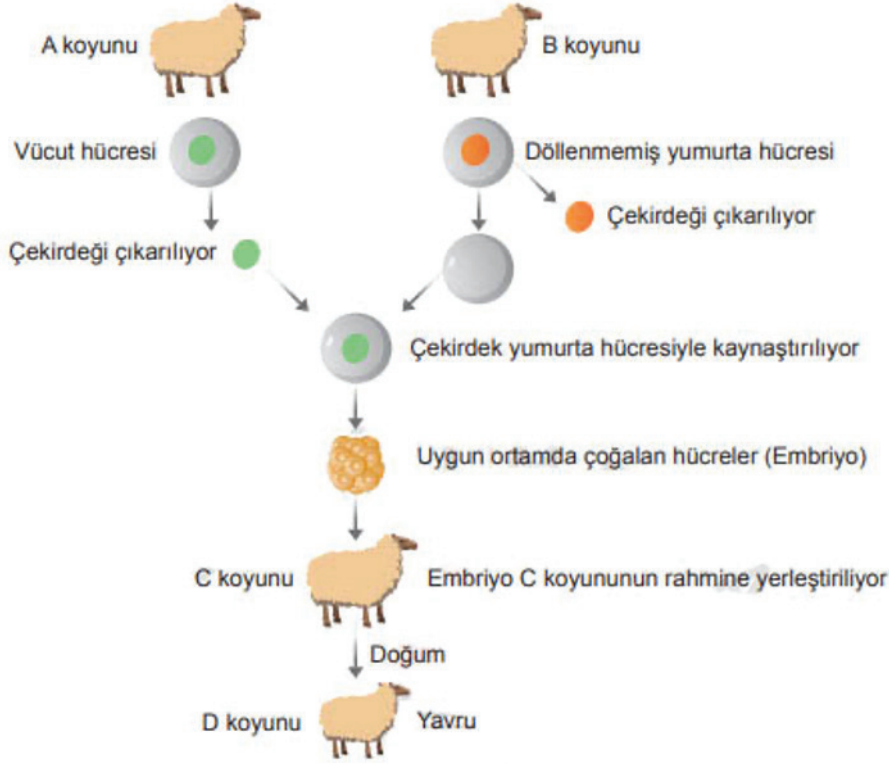 A koyunu
B koyunu
Vücut hücresi
Döllenmemiş yumurta hücresi
Çekirdeği çıkarılıyor
Çekirdeği çıkarılıyor
Çekirdek yumurta hücresiyle kaynaştırılıyor
Uygun ortamda çoğalan hücreler (Embriyo)
C koyunu
Embriyo C koyununun rahmine yerleştiriliyor
Doğum
D koyunu
Yavru